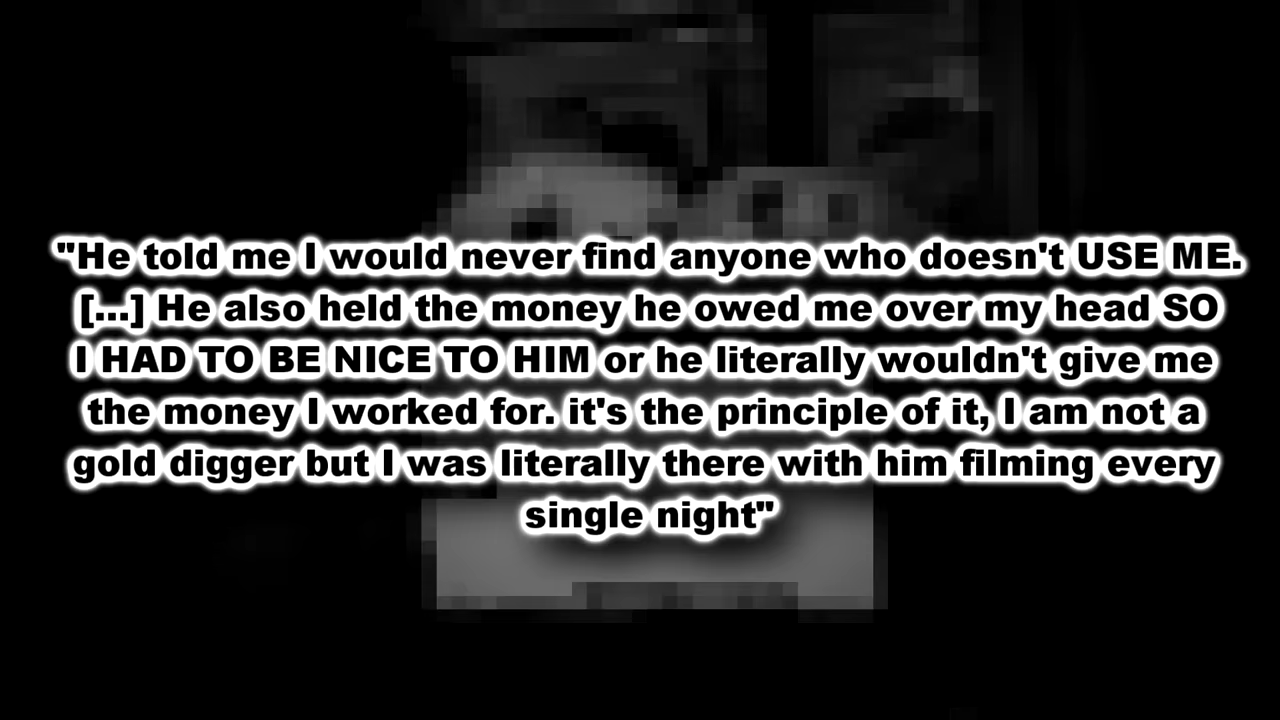 "He told me I would never find anyone who doesn't USE ME.
[...] He also held the money he owed me over my head SO
I HAD TO BE NICE TO HIM or he literally wouldn't give me
the money I worked for. it's the principle of it, I am not a
gold digger but I was literally there with him filming every
single night"